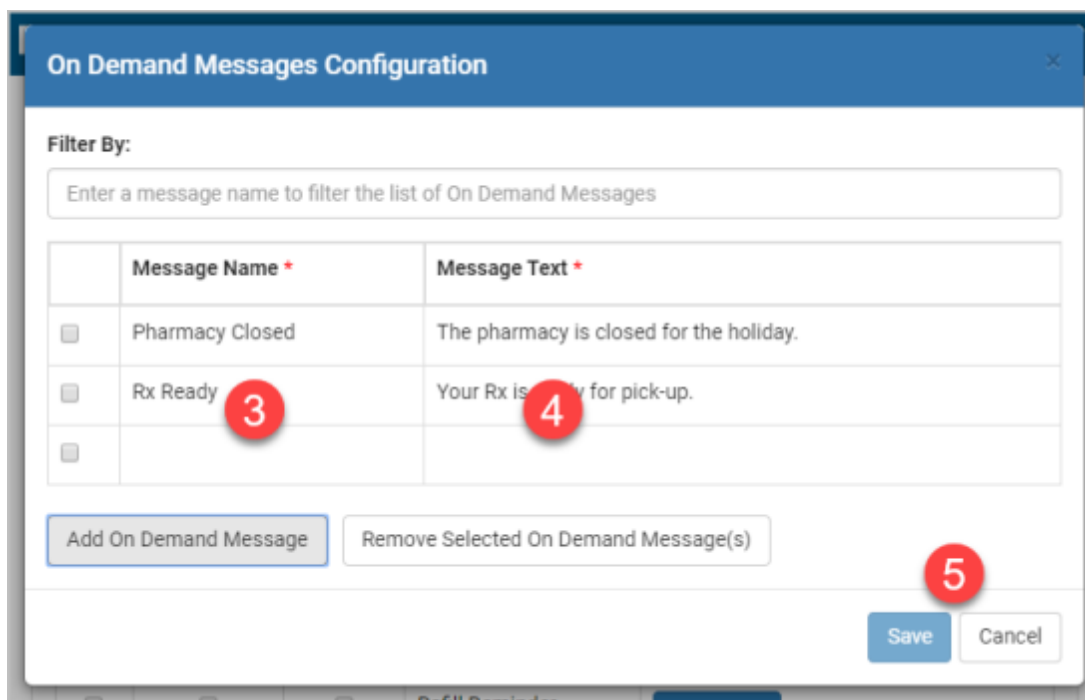 On Demand Messages Configuration ×
Filter By:
Enter a message name to filter the list of On Demand Messages
Message Name * Message Text *
Pharmacy Closed The pharmacy is closed for the holiday.
Rx Ready Your Rx is for pick-up.
3 4
Add On Demand Message Remove Selected On Demand Message(s)
5
Save Cancel